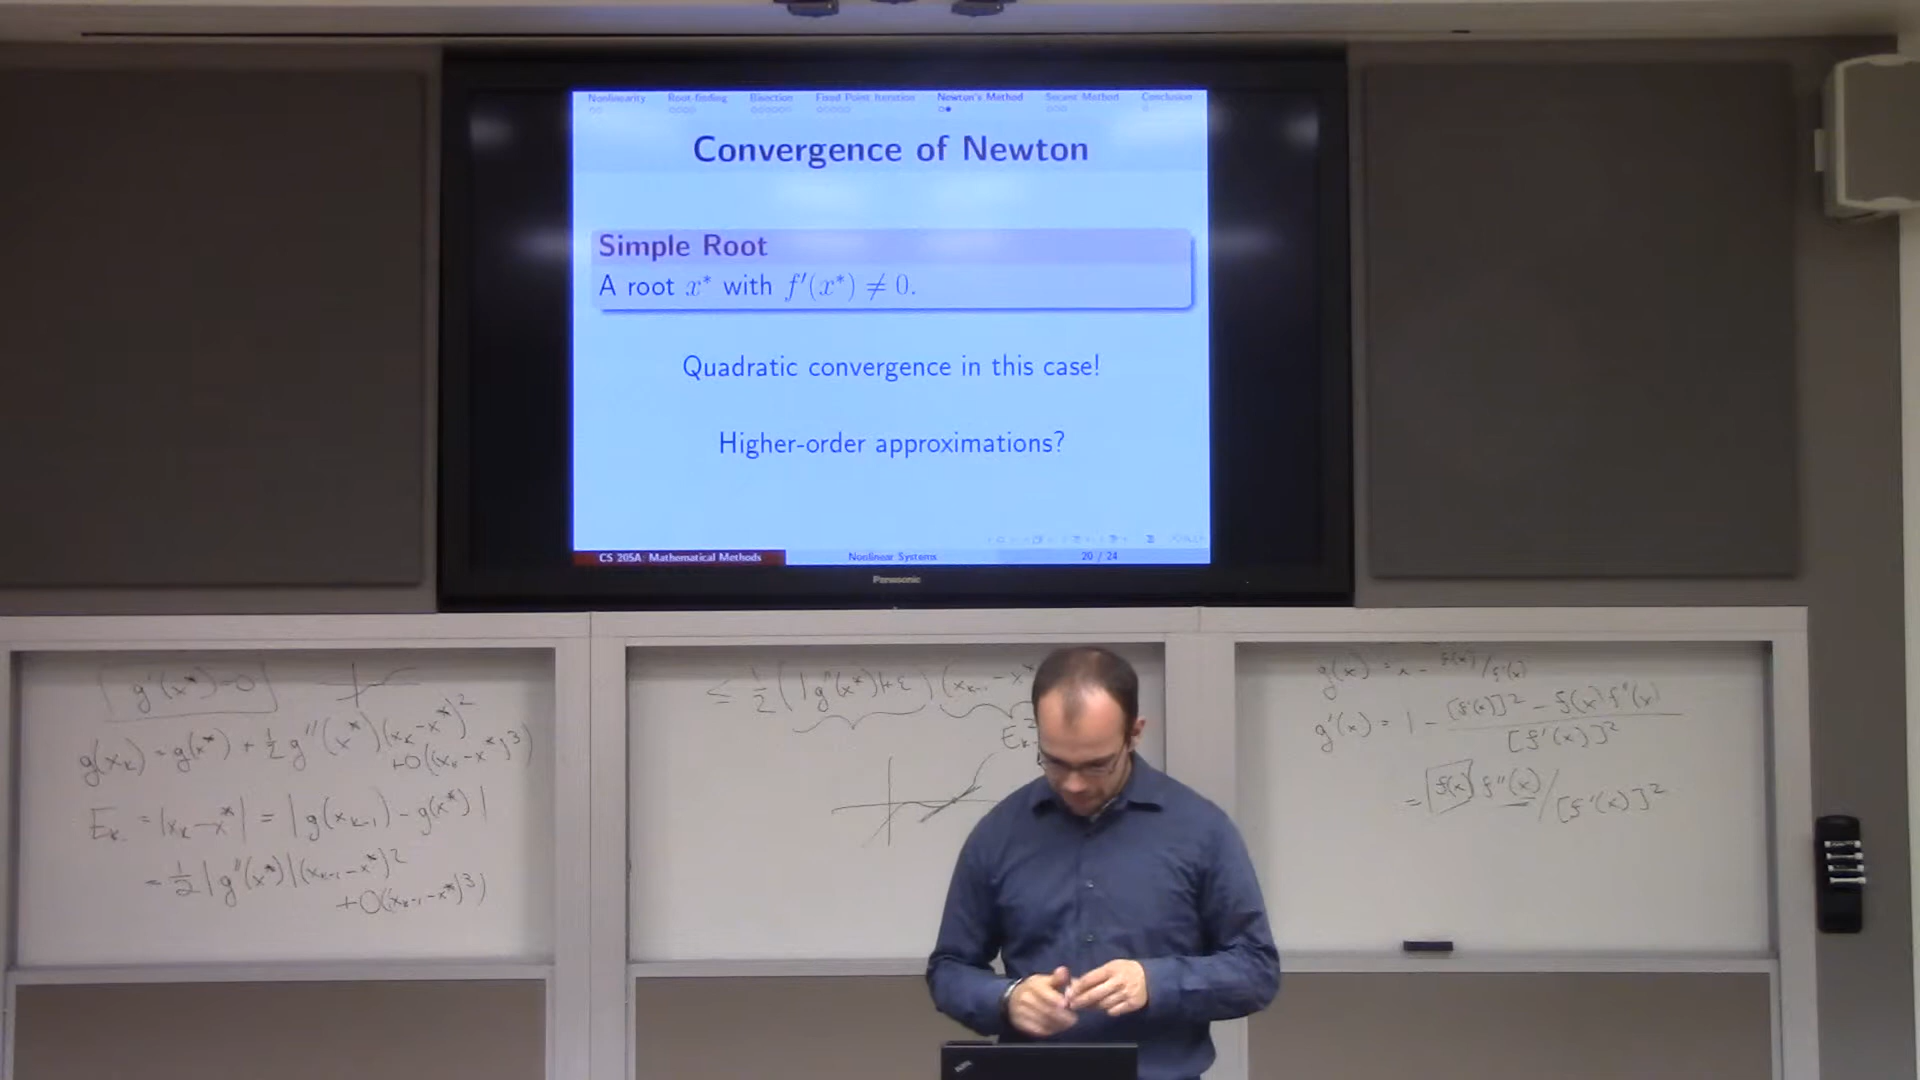 Nonlinearity Root-finding Bisection Fixed Point Iteration Newton's Method Secant Method Conclusion
Convergence of Newton
Simple Root
A root x* with f′(x*) ≠ 0.
Quadratic convergence in this case!
Higher-order approximations?
CS 205A: Mathematical Methods Nonlinear Systems 20 / 24
Panasonic
g'(x*)=0
g(x_k) = g(x*) + 1/2 g''(x*)(x_k-x*)^2
+O((x_k-x*)^3)
E_k = |x_k-x*| = |g(x_{k-1}) - g(x*)|
= 1/2 |g''(x*)|(x_{k-1}-x*)^2
+O((x_{k-1}-x*)^3)
≤ 1/2 (|g''(x*)|+ε)(x_{k-1}-x*
g(x) = x - f(x)/f'(x)
g'(x) = 1 - [f'(x)]^2 - f(x)f''(x)
[f'(x)]^2
= f(x) f''(x)/[f'(x)]^2